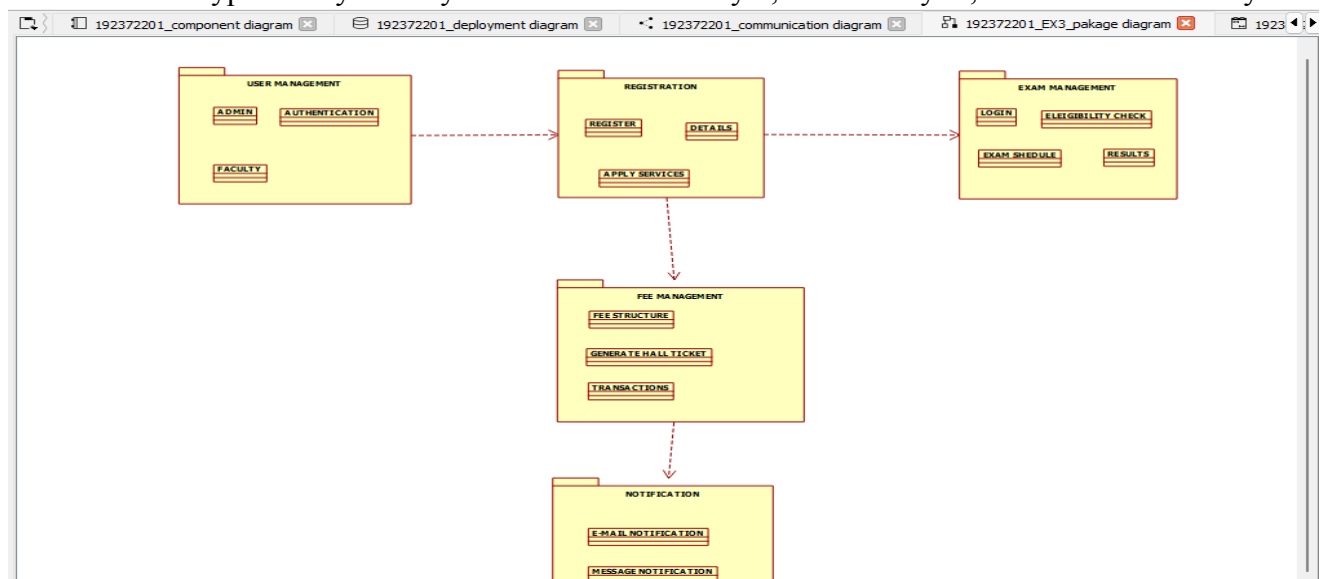 192372201_component diagram
192372201_deployment diagram
192372201_communication diagram
192372201_EX3_pakage diagram
1923
USER MANAGEMENT
ADMIN
AUTHENTICATION
FACULTY
REGISTRATION
REGISTER
DETAILS
APPLY SERVICES
EXAM MANAGEMENT
LOGIN
ELEIGIBILITY CHECK
EXAM SHEDULE
RESULTS
FEE MANAGEMENT
FEE STRUCTURE
GENERATE HALL TICKET
TRANSACTIONS
NOTIFICATION
E-MAIL NOTIFICATION
MESSAGE NOTIFICATION